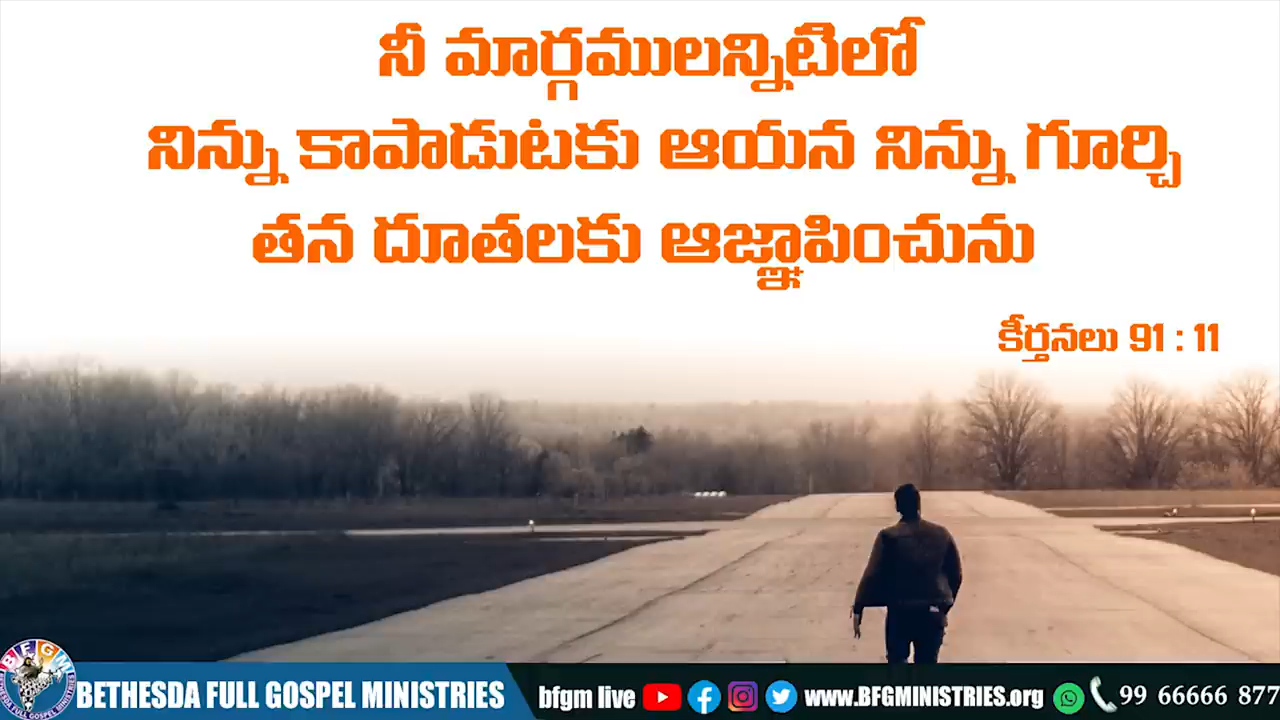 నీ మార్గములన్నిటిలో
నిన్ను కాపాడుటకు ఆయన నిన్ను గూర్చి
తన దూతలకు ఆజ్ఞాపించును
కీర్తనలు 91 : 11
BFGM
BETHESDA FULL GOSPEL MINISTRIES bfgm live www.BFGMINISTRIES.org 99 66666 877